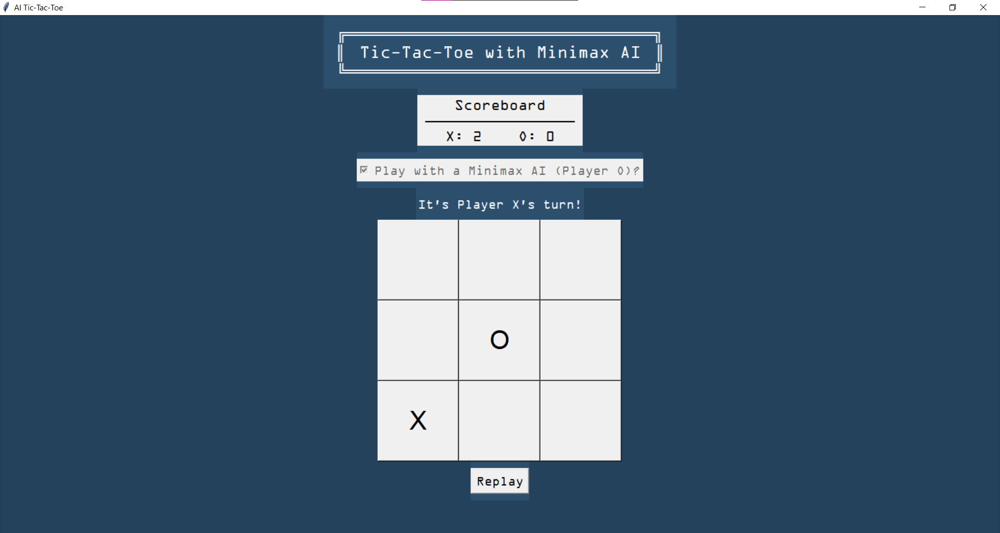 AI Tic-Tac-Toe
Tic-Tac-Toe with Minimax AI
Scoreboard
X: 2 O: 0
Play with a Minimax AI (Player O)?
It's Player X's turn!
O
X
Replay